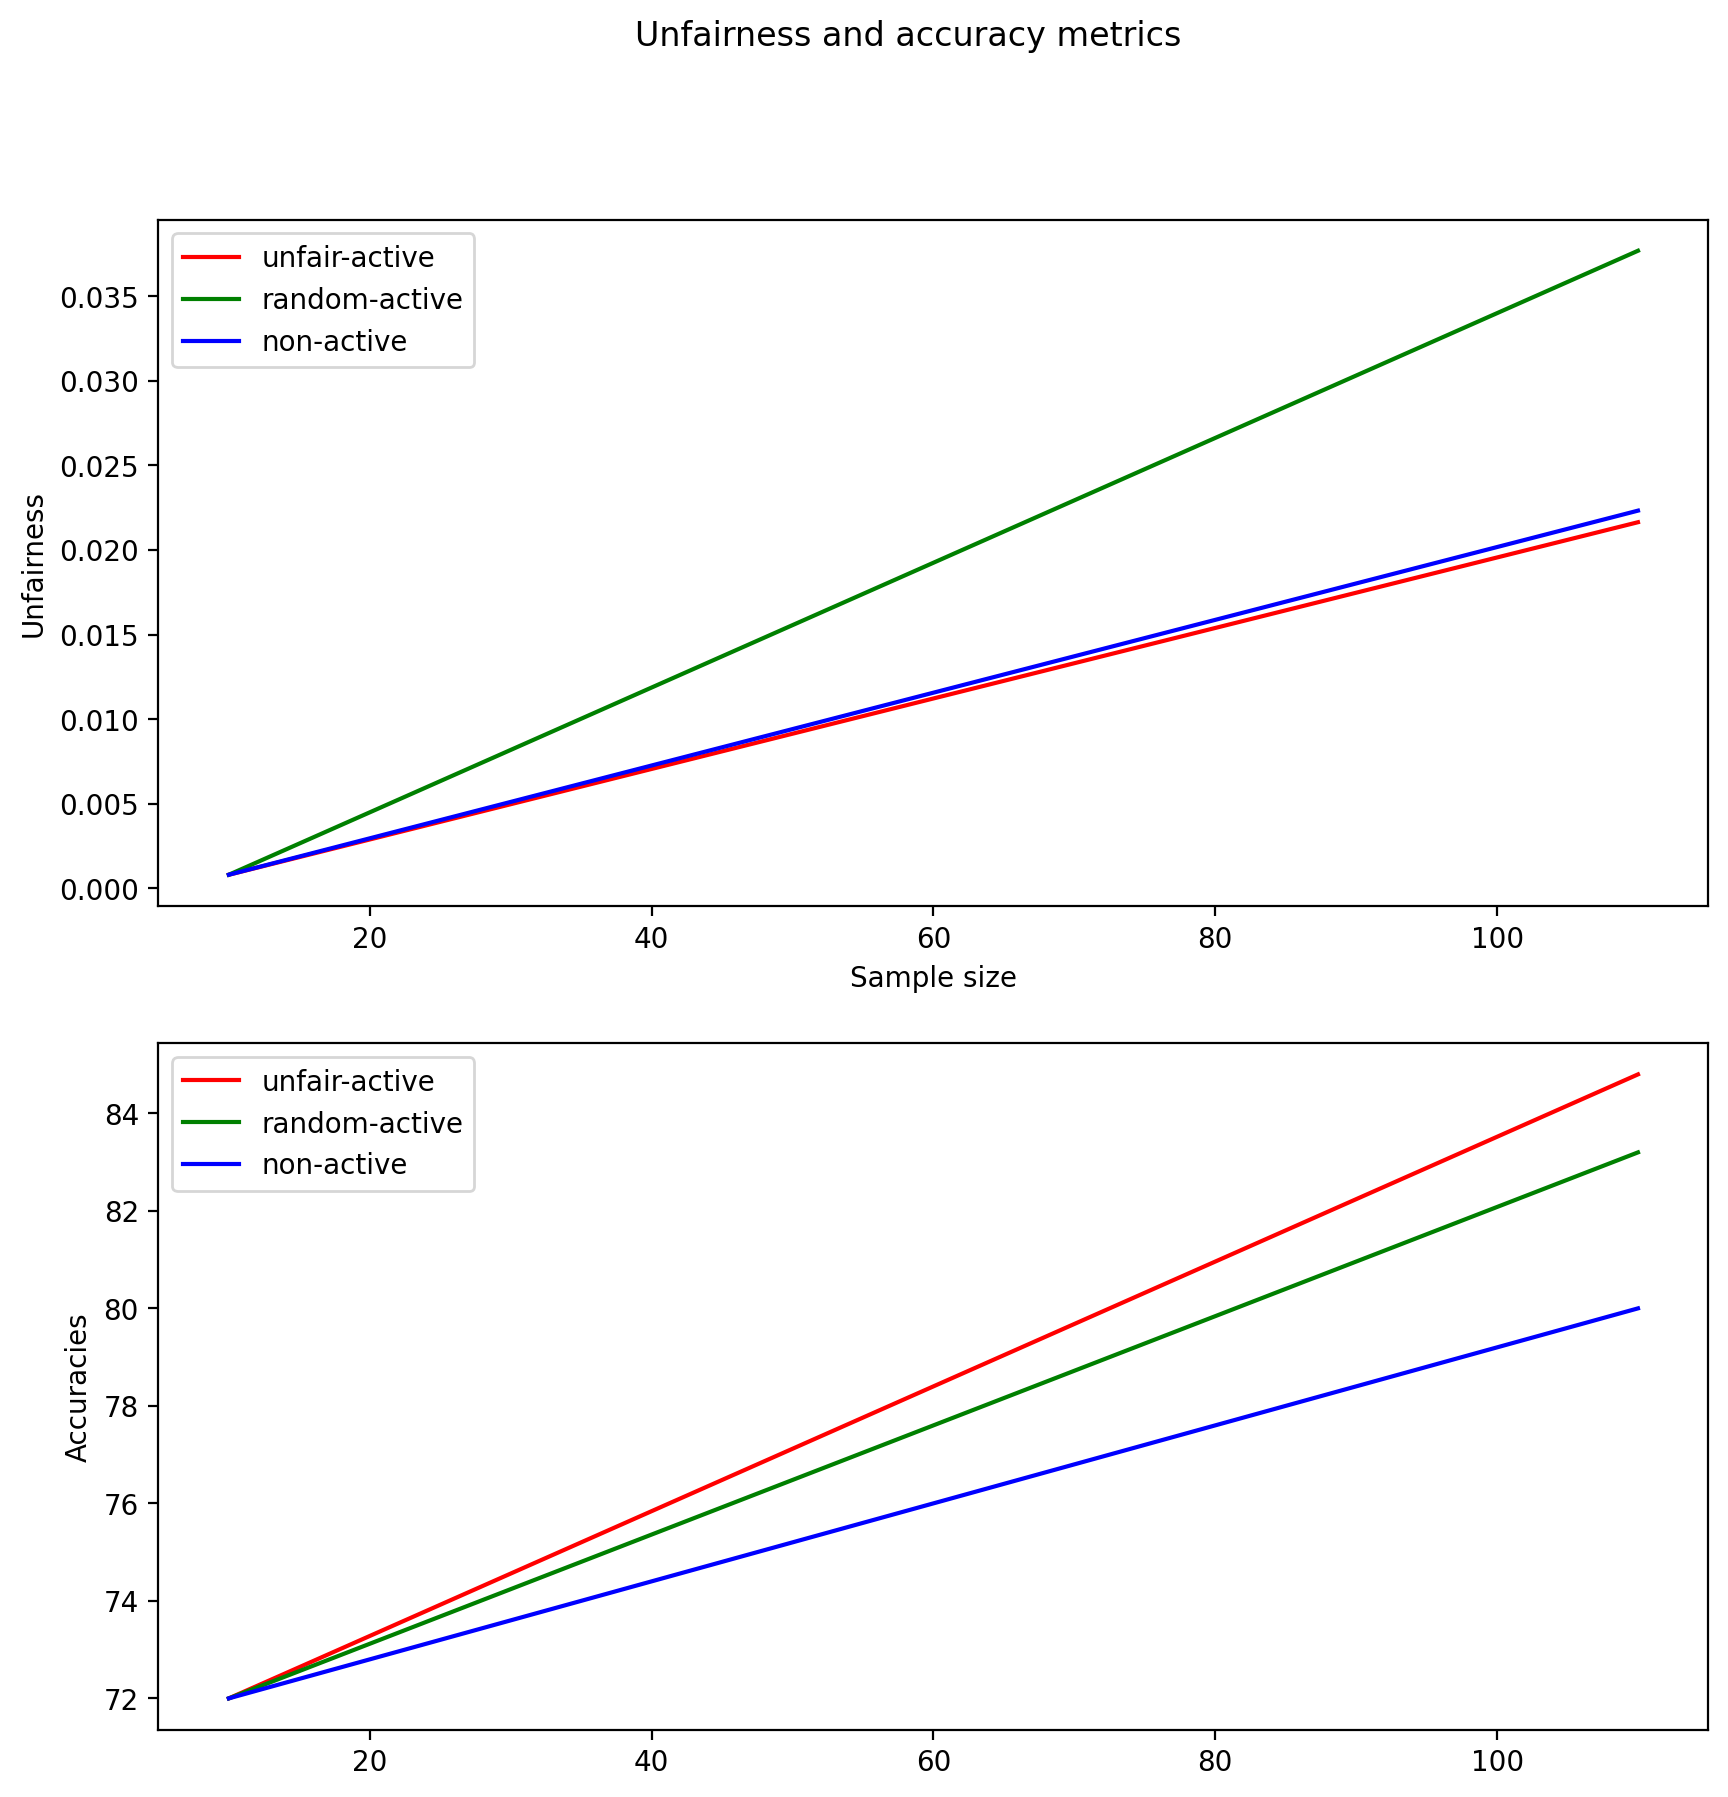 Unfairness and accuracy metrics
unfair-active
random-active
non-active
0.035
0.030
0.025
0.020
0.015
0.010
0.005
0.000
Unfairness
20 40 60 80 100
Sample size
unfair-active
random-active
non-active
84
82
80
78
76
74
72
Accuracies
20 40 60 80 100